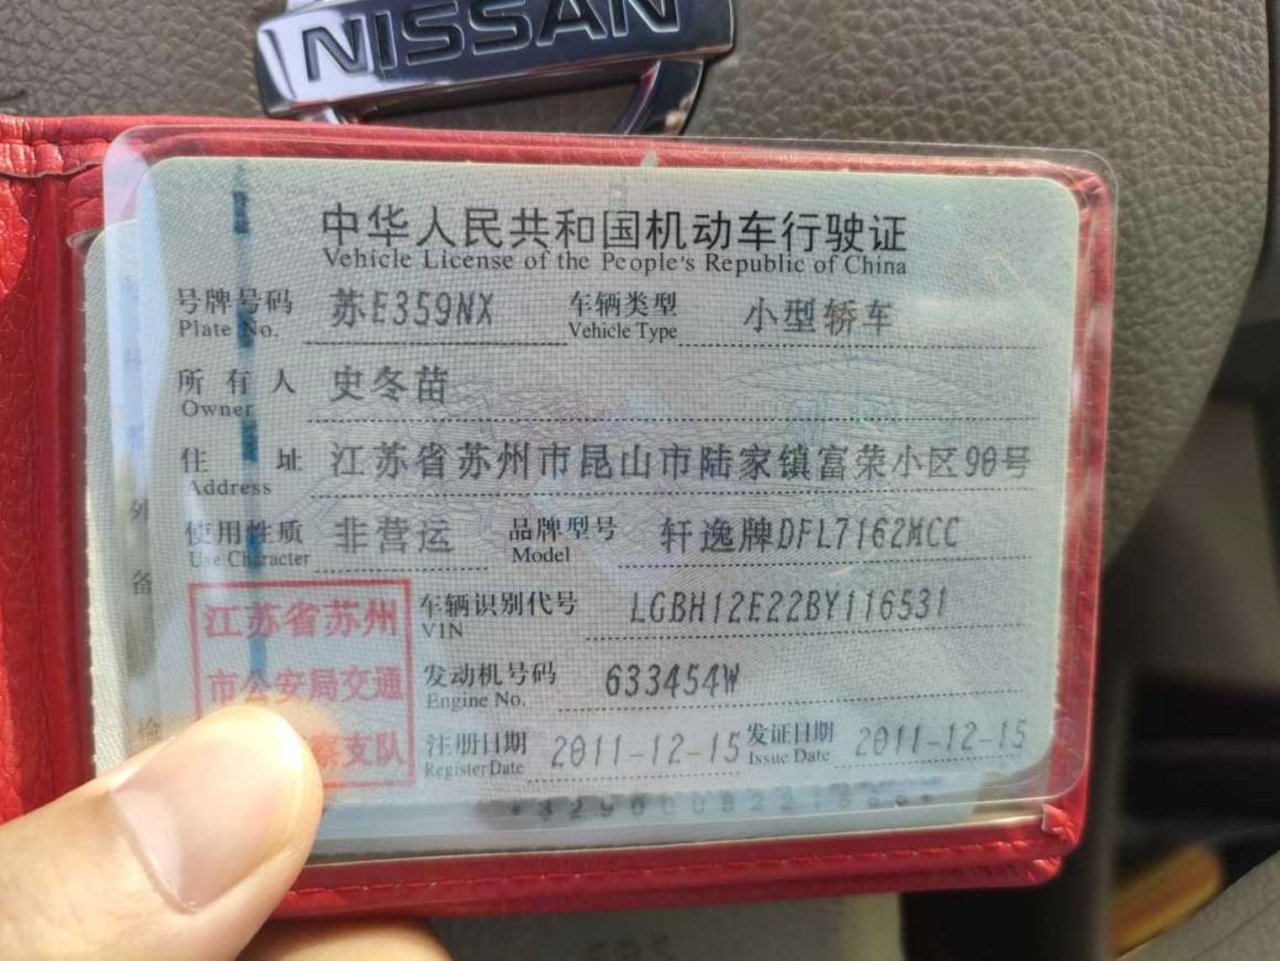 NISSAN
中华人民共和国机动车行驶证
Vehicle License of the People's Republic of China
号牌号码 苏E359NX 车辆类型 小型轿车
Plate No. Vehicle Type
所有人 史冬苗
Owner
住址 江苏省苏州市昆山市陆家镇富荣小区90号
Address
使用性质 非营运 品牌型号 轩逸牌DFL7162MCC
Use Character Model
江苏省苏州
市公安局交通
察支队
车辆识别代号 LGBH12E22BY116531
VIN
发动机号码 633454W
Engine No.
注册日期 2011-12-15 发证日期 2011-12-15
Register Date Issue Date